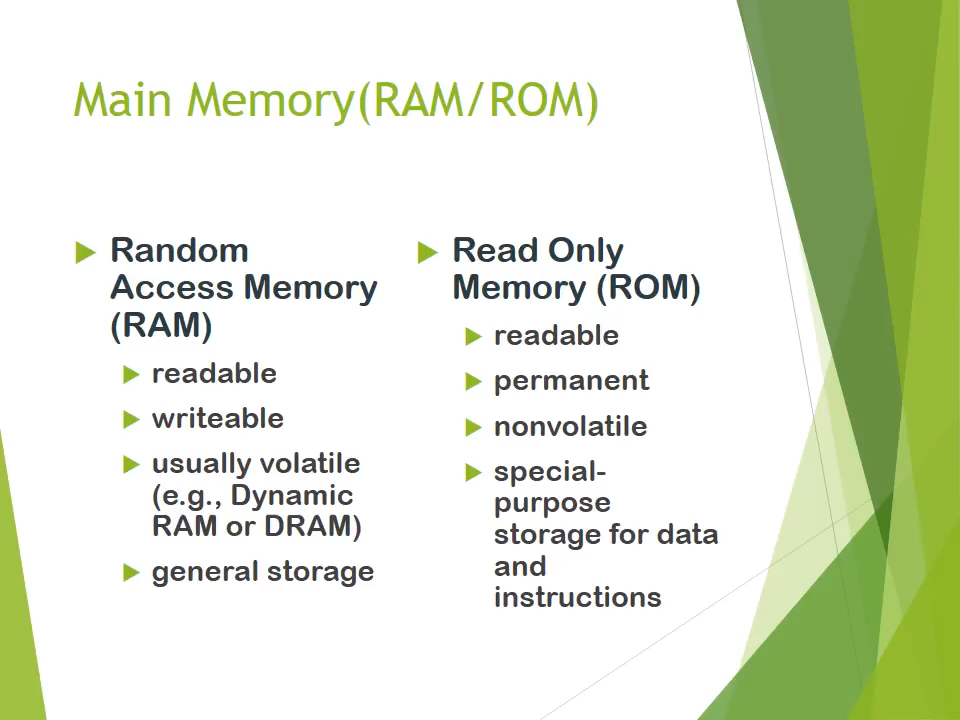 Main Memory(RAM/ROM)
Random
Access Memory
(RAM)
readable
writeable
usually volatile
(e.g., Dynamic
RAM or DRAM)
general storage
Read Only
Memory (ROM)
readable
permanent
nonvolatile
special-
purpose
storage for data
and
instructions